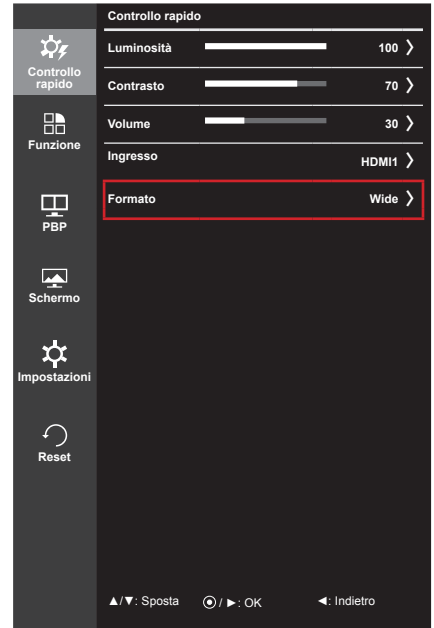 Controllo rapido
Luminosità 100
Contrasto 70
Volume 30
Ingresso HDMI1
Formato Wide
Controllo
rapido
Funzione
PBP
Schermo
Impostazioni
Reset
▲/▼: Sposta ◉/ ►: OK ◄: Indietro